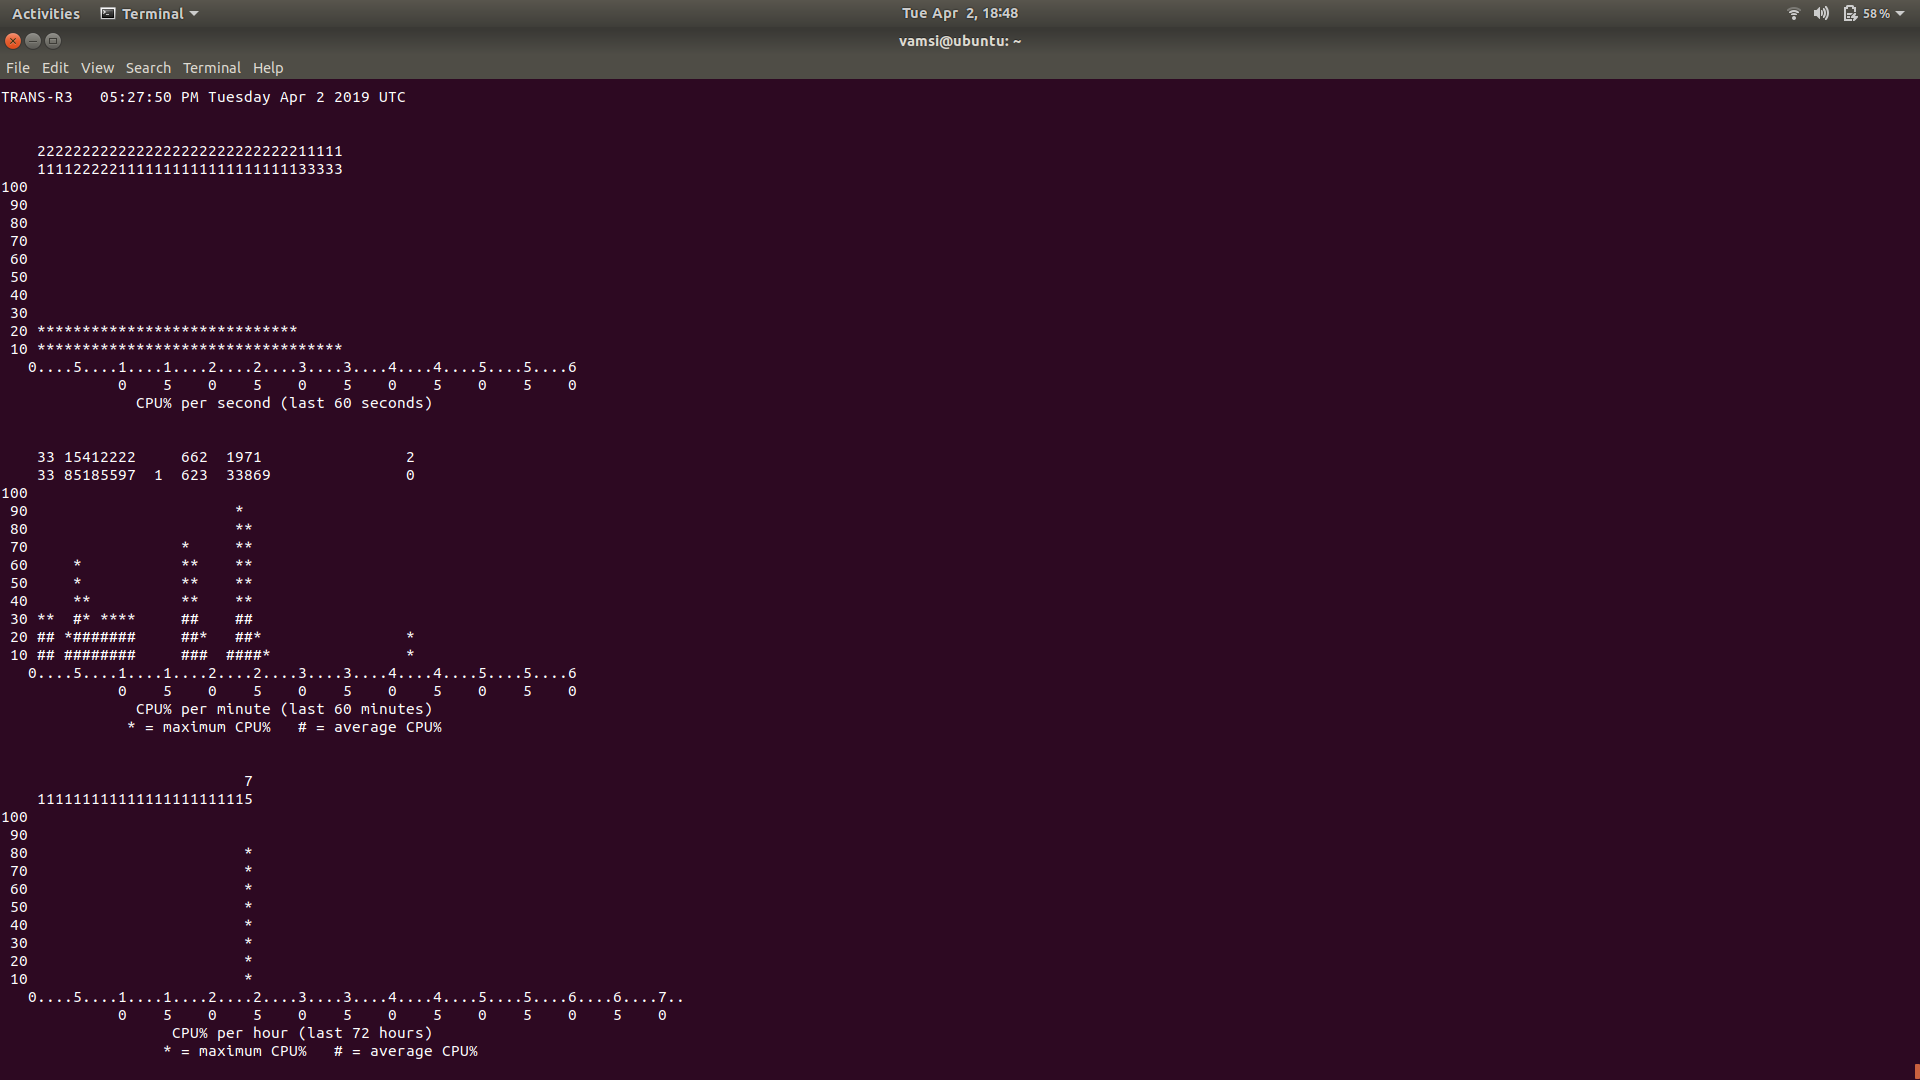 Activities Terminal Tue Apr 2, 18:48 58 %
vamsi@ubuntu: ~
File Edit View Search Terminal Help
TRANS-R3   05:27:50 PM Tuesday Apr 2 2019 UTC
    2222222222222222222222222222211111
    1111222221111111111111111111133333
100
 90
 80
 70
 60
 50
 40
 30
 20 *****************************
 10 **********************************
   0....5....1....1....2....2....3....3....4....4....5....5....6
             0    5    0    5    0    5    0    5    0    5    0
               CPU% per second (last 60 seconds)
    33 15412222     662  1971                2
    33 85185597  1  623  33869               0
100
 90                       *
 80                       **
 70                 *     **
 60     *           **    **
 50     *           **    **
 40     **          **    **
 30 **  #* ****     ##    ##
 20 ## *#######     ##*   ##*                *
 10 ## ########     ###  ####*               *
   0....5....1....1....2....2....3....3....4....4....5....5....6
             0    5    0    5    0    5    0    5    0    5    0
               CPU% per minute (last 60 minutes)
              * = maximum CPU%   # = average CPU%
                           7
    111111111111111111111115
100
 90
 80                        *
 70                        *
 60                        *
 50                        *
 40                        *
 30                        *
 20                        *
 10                        *
   0....5....1....1....2....2....3....3....4....4....5....5....6....6....7..
             0    5    0    5    0    5    0    5    0    5    0    5    0
                   CPU% per hour (last 72 hours)
                  * = maximum CPU%   # = average CPU%